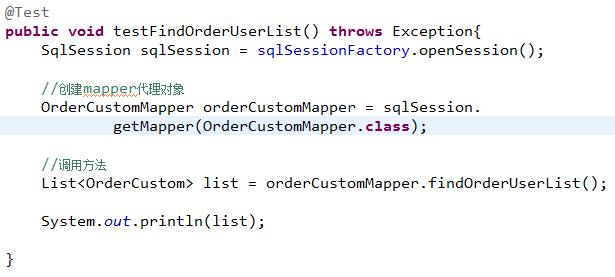 @Test
public void testFindOrderUserList() throws Exception{
SqlSession sqlSession = sqlSessionFactory.openSession();
//创建mapper代理对象
OrderCustomMapper orderCustomMapper = sqlSession.
getMapper(OrderCustomMapper.class);
//调用方法
List<OrderCustom> list = orderCustomMapper.findOrderUserList();
System.out.println(list);
}